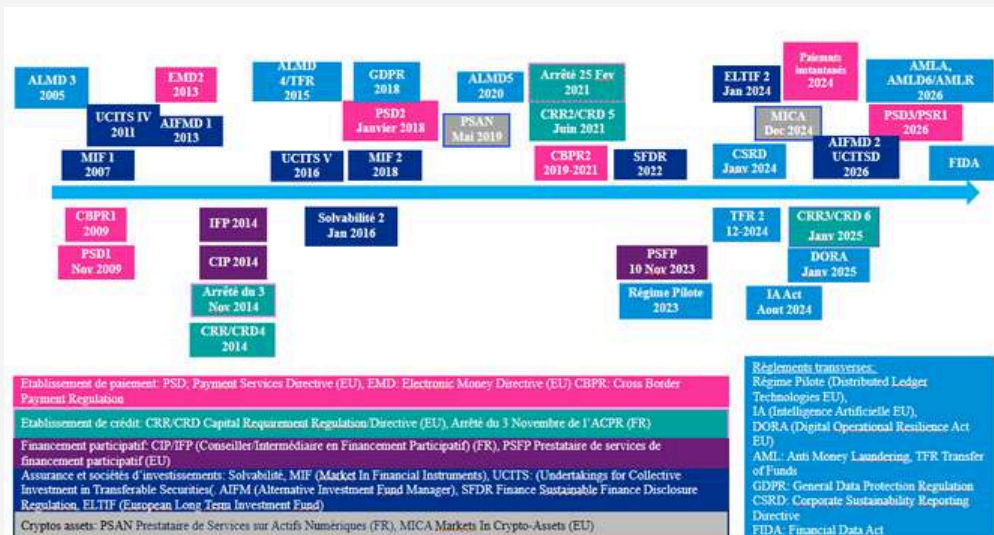 ALMD 3
2005
EMD2
2013
UCITS IV
2011
AIFMD 1
2013
MIF 1
2007
ALMD
4/TFR
2015
GDPR
2018
PSD2
Janvier 2018
UCITS V
2016
MIF 2
2018
ALMD5
2020
PSAN
Mai 2019
Arrêté 25 Fev
2021
CRR2/CRD 5
Juin 2021
CBPR2
2019-2021
SFDR
2022
ELTIF 2
Jan 2024
Paiements
instantanés
2024
MICA
Dec 2024
CSRD
Janv 2024
AIFMD 2
UCITSD
2026
AMLA,
AMLD6/AMLR
2026
PSD3/PSR1
2026
FIDA
CBPR1
2009
PSD1
Nov 2009
IFP 2014
CIP 2014
Arrêté du 3
Nov 2014
CRR/CRD4
2014
Solvabilité 2
Jan 2016
PSFP
10 Nov 2023
Régime Pilote
2023
TFR 2
12-2024
CRR3/CRD 6
Janv 2025
DORA
Janv 2025
IA Act
Aout 2024
Etablissement de paiement: PSD; Payment Services Directive (EU), EMD: Electronic Money Directive (EU) CBPR: Cross Border
Payment Regulation
Etablissement de crédit: CRR/CRD Capital Requirement Regulation/Directive (EU), Arrêté du 3 Novembre de l'ACPR (FR)
Financement participatif: CIP/IFP (Conseiller/Intermédiaire en Financement Participatif) (FR), PSFP Prestataire de services de
financement participatif (EU)
Assurance et sociétés d'investissements: Solvabilité, MIF (Market In Financial Instruments), UCITS: (Undertakings for Collective
Investment in Transferable Securities(. AIFM (Alternative Investment Fund Manager), SFDR Finance Sustainable Finance Disclosure
Regulation, ELTIF (European Long Term Investment Fund)
Cryptos assets: PSAN Prestataire de Services sur Actifs Numériques (FR), MICA Markets In Crypto-Assets (EU)
Règlements transverses:
Régime Pilote (Distributed Ledger
Technologies EU),
IA (Intelligence Artificielle EU),
DORA (Digital Operational Resilience Act
EU)
AML: Anti Money Laundering, TFR Transfer
of Funds
GDPR: General Data Protection Regulation
CSRD: Corporate Sustainability Reporting
Directive
FIDA: Financial Data Act